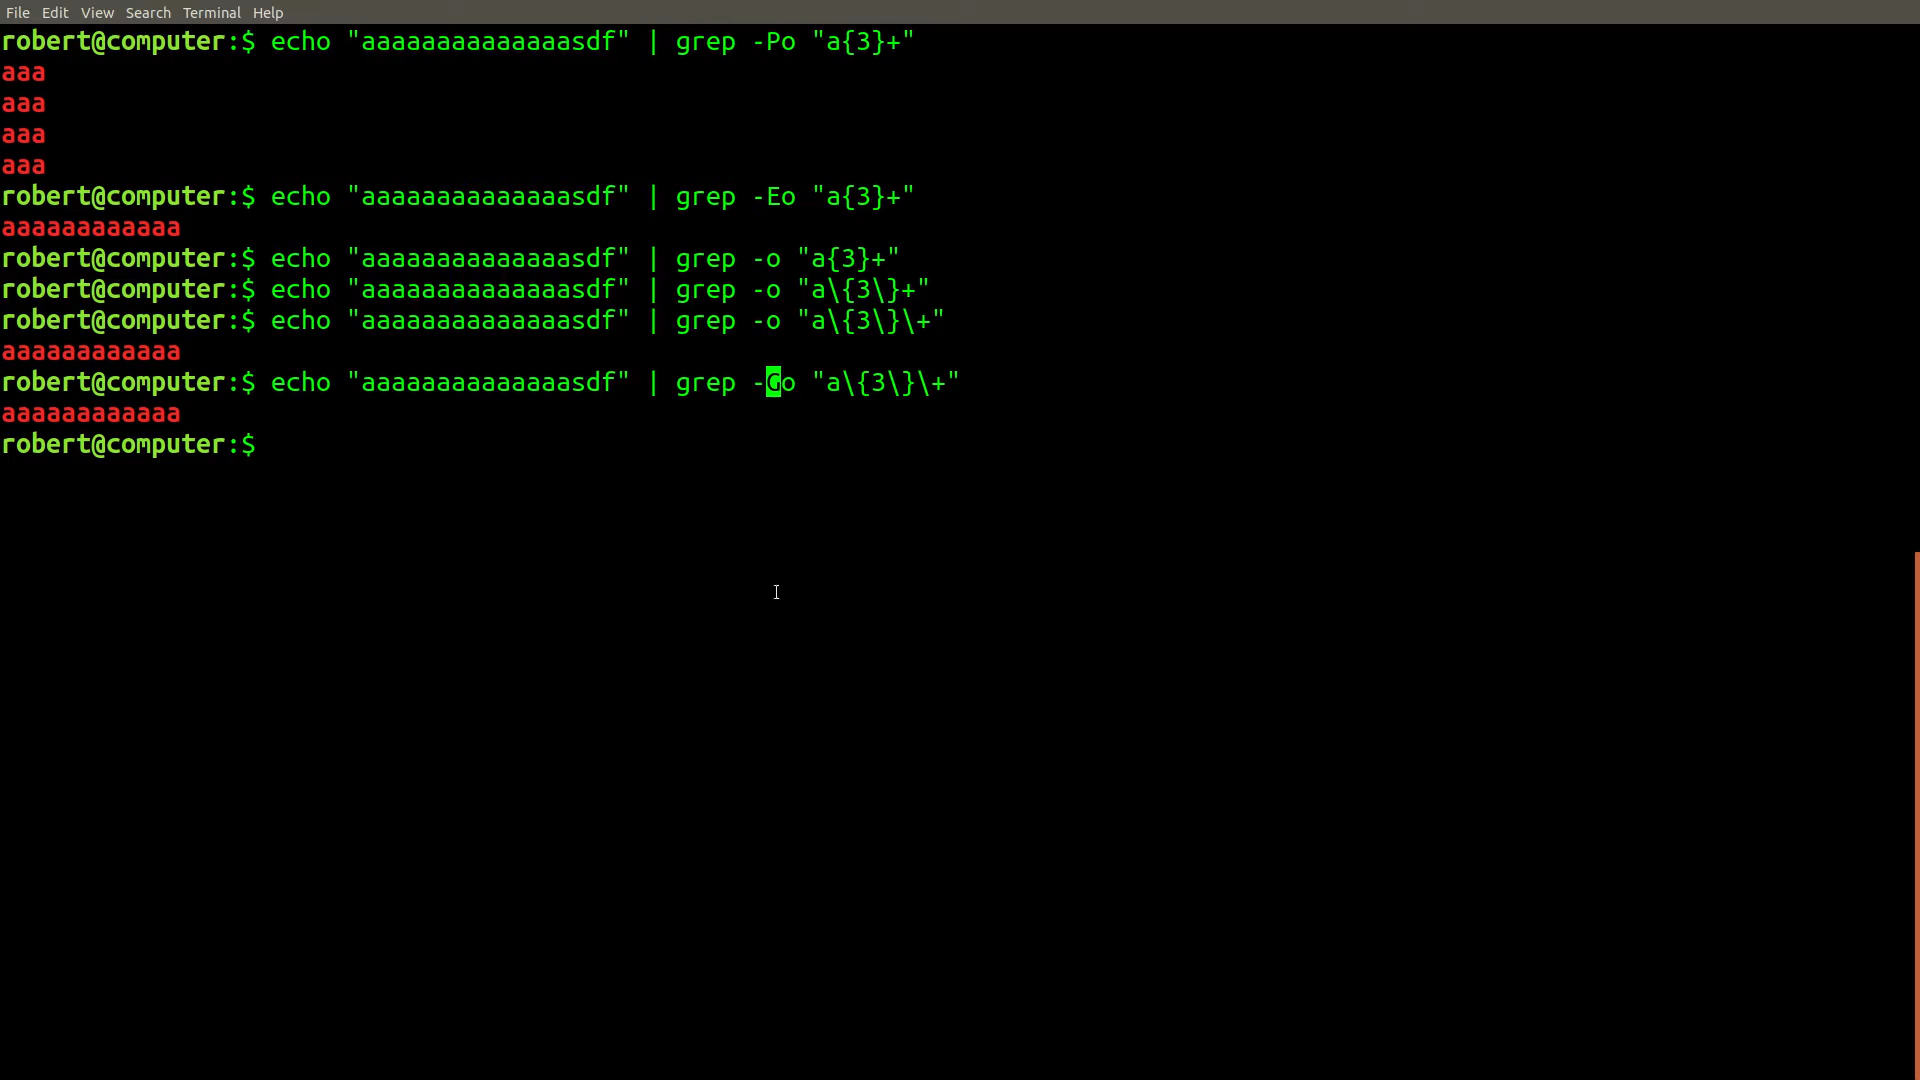 File Edit View Search Terminal Help
robert@computer:$ echo "aaaaaaaaaaaaaasdf" | grep -Po "a{3}+"
aaa
aaa
aaa
aaa
robert@computer:$ echo "aaaaaaaaaaaaaasdf" | grep -Eo "a{3}+"
aaaaaaaaaaaa
robert@computer:$ echo "aaaaaaaaaaaaaasdf" | grep -o "a{3}+"
robert@computer:$ echo "aaaaaaaaaaaaaasdf" | grep -o "a\{3\}+"
robert@computer:$ echo "aaaaaaaaaaaaaasdf" | grep -o "a\{3\}\+"
aaaaaaaaaaaa
robert@computer:$ echo "aaaaaaaaaaaaaasdf" | grep -Go "a\{3\}\+"
aaaaaaaaaaaa
robert@computer:$